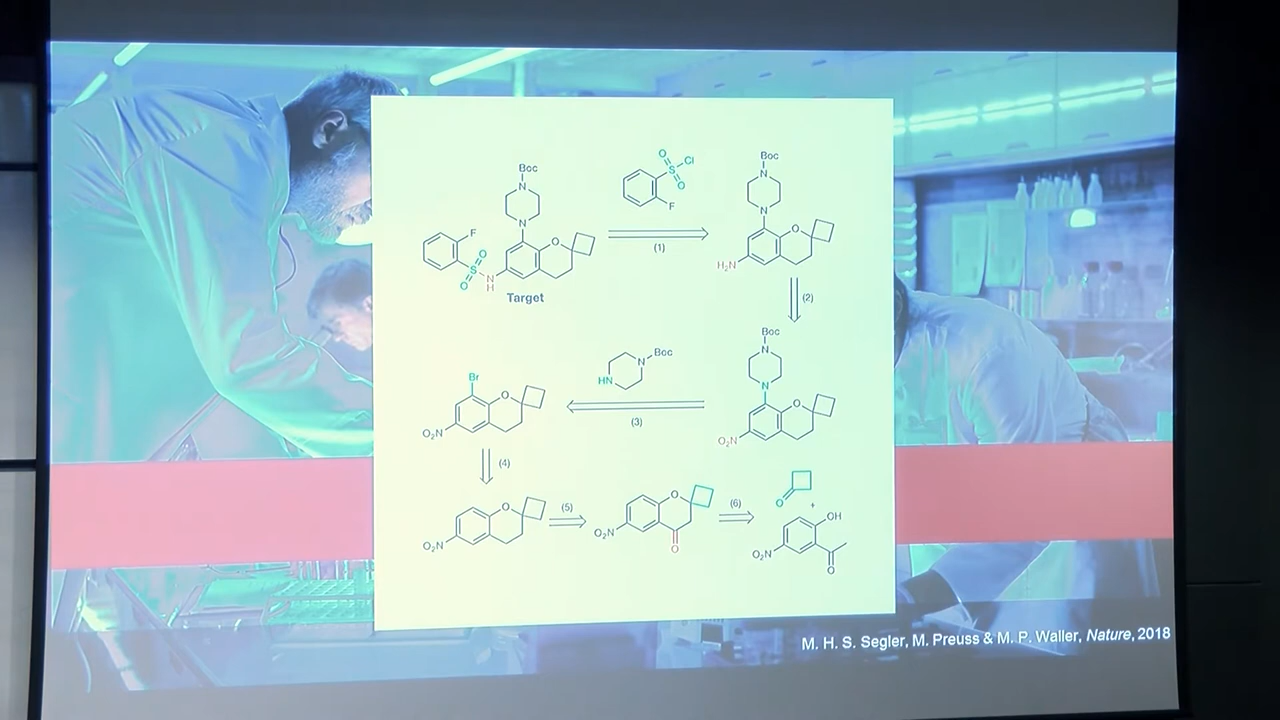 Boc
N
N
O
F
O
S
O
N
H
Target
O
S
Cl
O
F
(1)
Boc
N
N
O
H₂N
(2)
Boc
N
N
O
O₂N
N
Boc
HN
(3)
Br
O
O₂N
(4)
O
O₂N
(5)
O
O₂N
O
(6)
O
+
OH
O₂N
O
M. H. S. Segler, M. Preuss & M. P. Waller, Nature, 2018